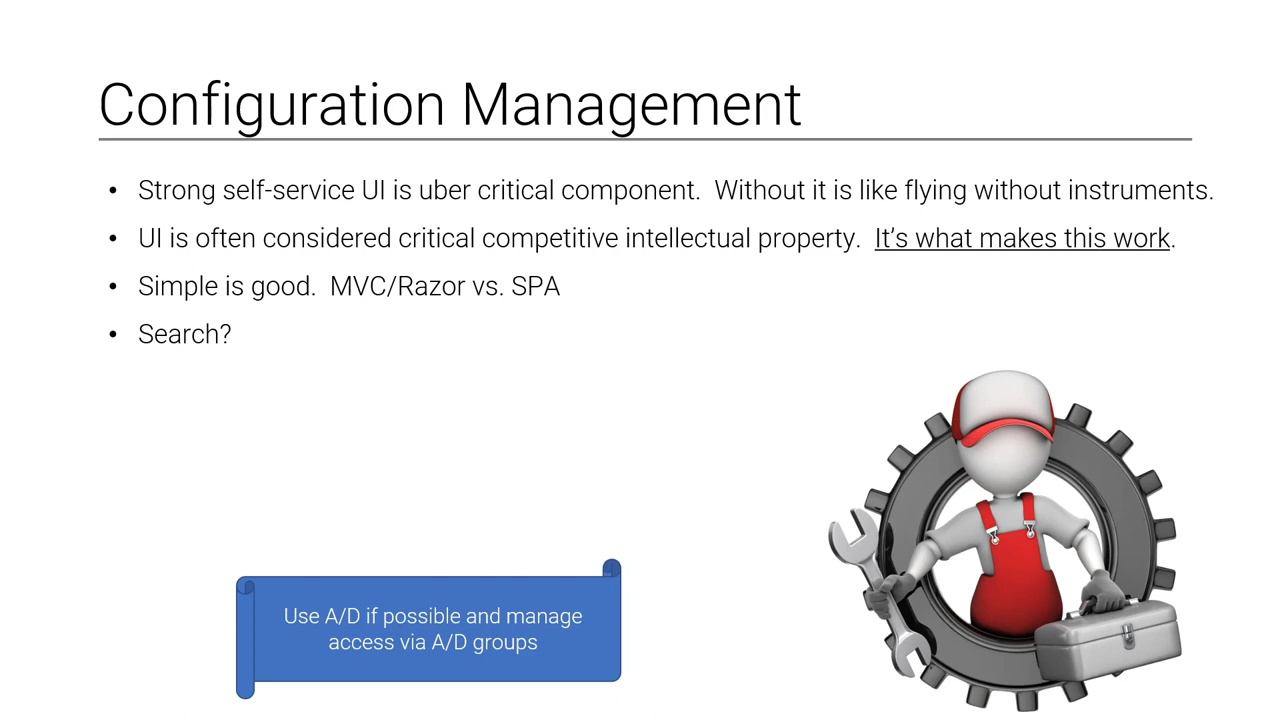 Configuration Management
• Strong self-service UI is uber critical component.  Without it is like flying without instruments.
• UI is often considered critical competitive intellectual property.  It’s what makes this work.
• Simple is good.  MVC/Razor vs. SPA
• Search?
Use A/D if possible and manage
access via A/D groups